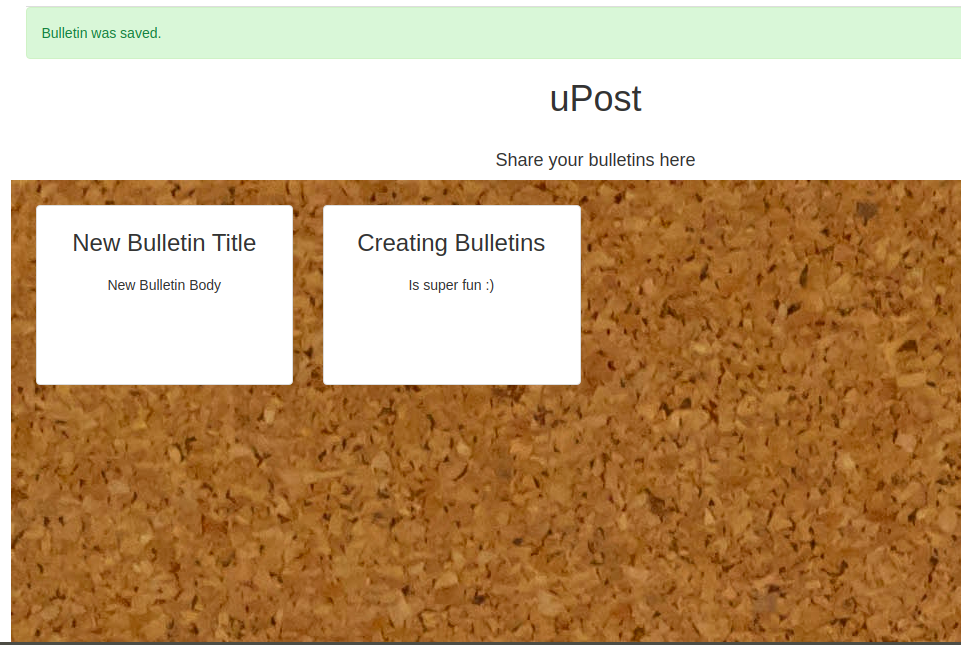 Bulletin was saved.
uPost
Share your bulletins here
New Bulletin Title
New Bulletin Body
Creating Bulletins
Is super fun :)